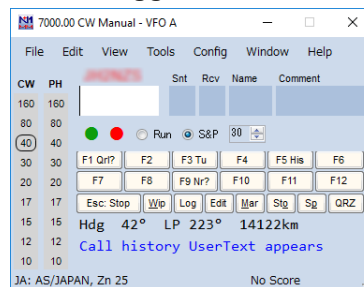 7000.00 CW Manual - VFO A
File Edit View Tools Config Window Help
CW PH Snt Rcv Name Comment
160 160
80 80
40 40
Run S&P 30
30 30 F1 Qrl? F2 F3 Tu F4 F5 His F6
20 20 F7 F8 F9 Nr? F10 F11 F12
17 17 Esc: Stop Wip Log Edit Mar Sto Sp QRZ
15 15 Hdg 42° LP 223° 14122km
12 12 Call history UserText appears
10 10
JA: AS/JAPAN, Zn 25 No Score